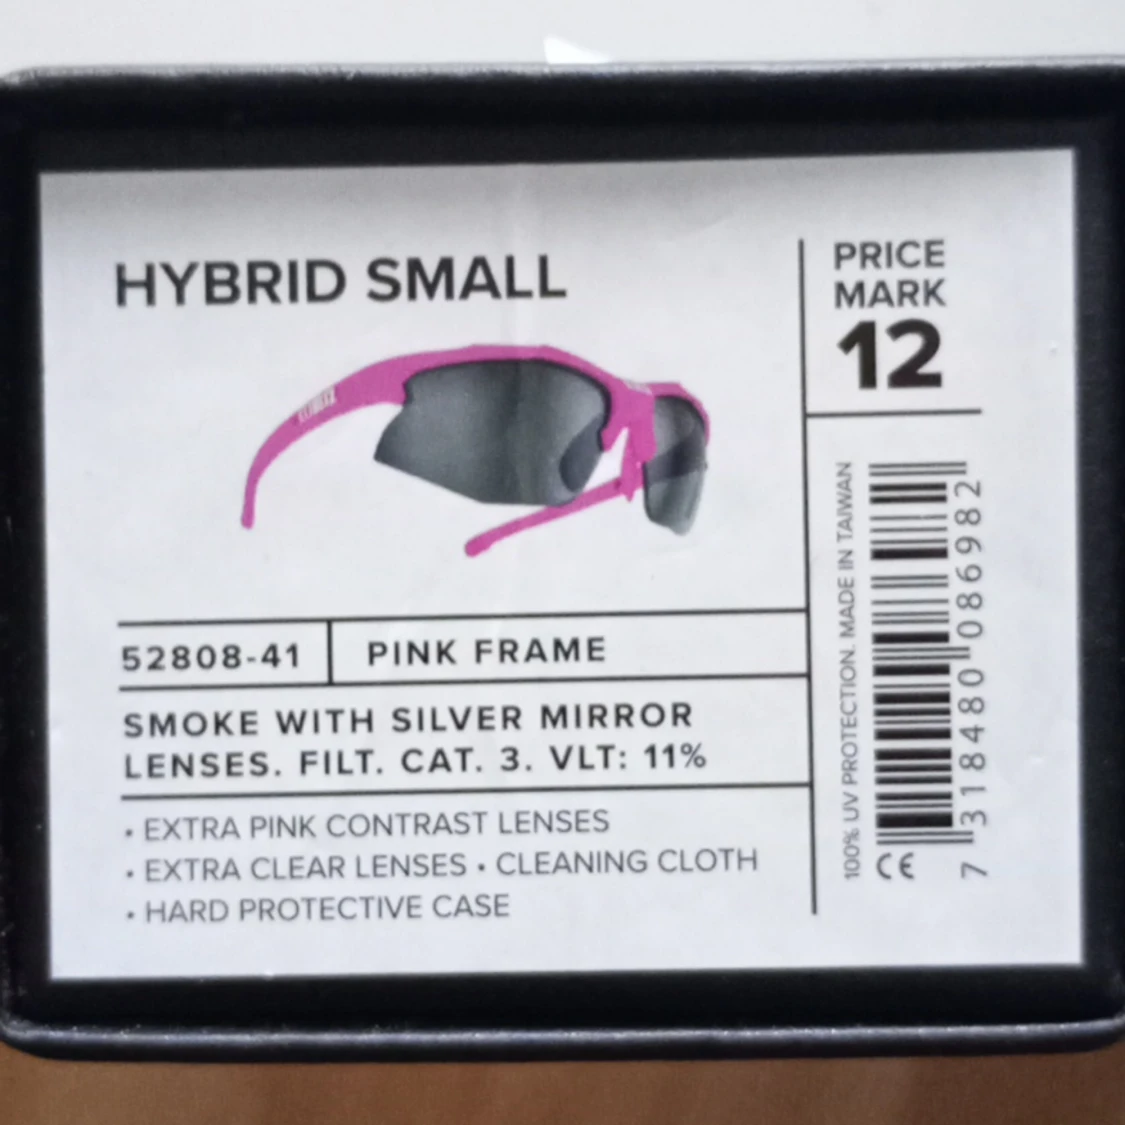 HYBRID SMALL
PRICE
MARK
12
52808-41
PINK FRAME
SMOKE WITH SILVER MIRROR
LENSES. FILT. CAT. 3. VLT: 11%
• EXTRA PINK CONTRAST LENSES
• EXTRA CLEAR LENSES • CLEANING CLOTH
• HARD PROTECTIVE CASE
100% UV PROTECTION. MADE IN TAIWAN
CE
7 318480 086982